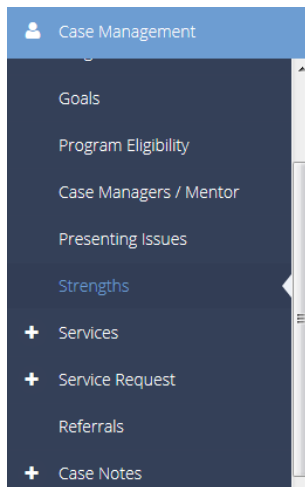 Case Management
Goals
Program Eligibility
Case Managers / Mentor
Presenting Issues
Strengths
Services
Service Request
Referrals
Case Notes